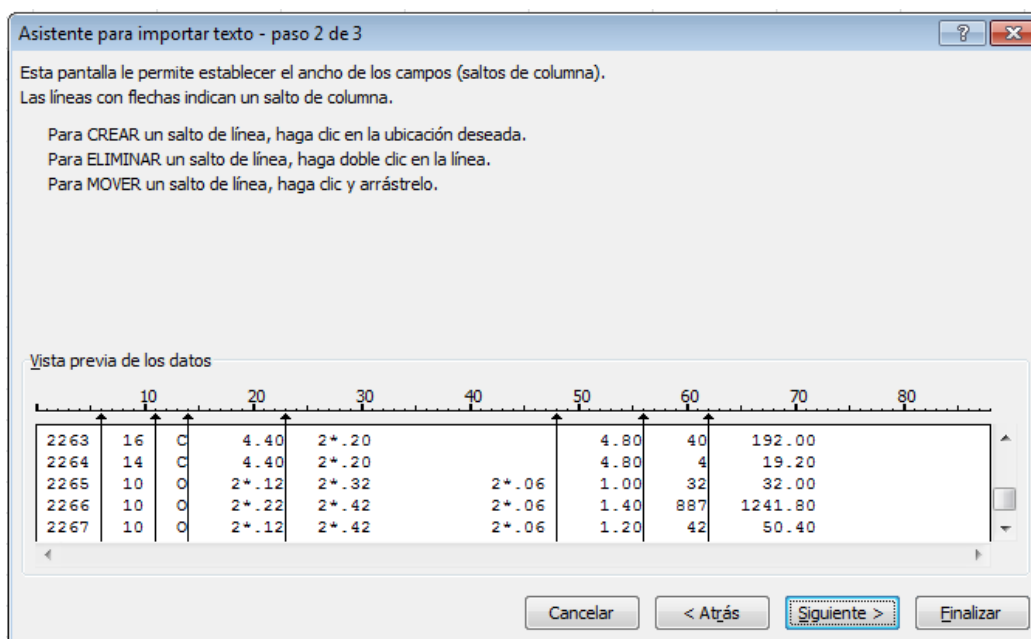 Asistente para importar texto - paso 2 de 3
Esta pantalla le permite establecer el ancho de los campos (saltos de columna).
Las líneas con flechas indican un salto de columna.
Para CREAR un salto de línea, haga clic en la ubicación deseada.
Para ELIMINAR un salto de línea, haga doble clic en la línea.
Para MOVER un salto de línea, haga clic y arrástrelo.
Vista previa de los datos
10 20 30 40 50 60 70 80
2263 16 C 4.40 2*.20 4.80 40 192.00
2264 14 C 4.40 2*.20 4.80 4 19.20
2265 10 O 2*.12 2*.32 2*.06 1.00 32 32.00
2266 10 O 2*.22 2*.42 2*.06 1.40 887 1241.80
2267 10 O 2*.12 2*.42 2*.06 1.20 42 50.40
Cancelar < Atrás Siguiente > Finalizar